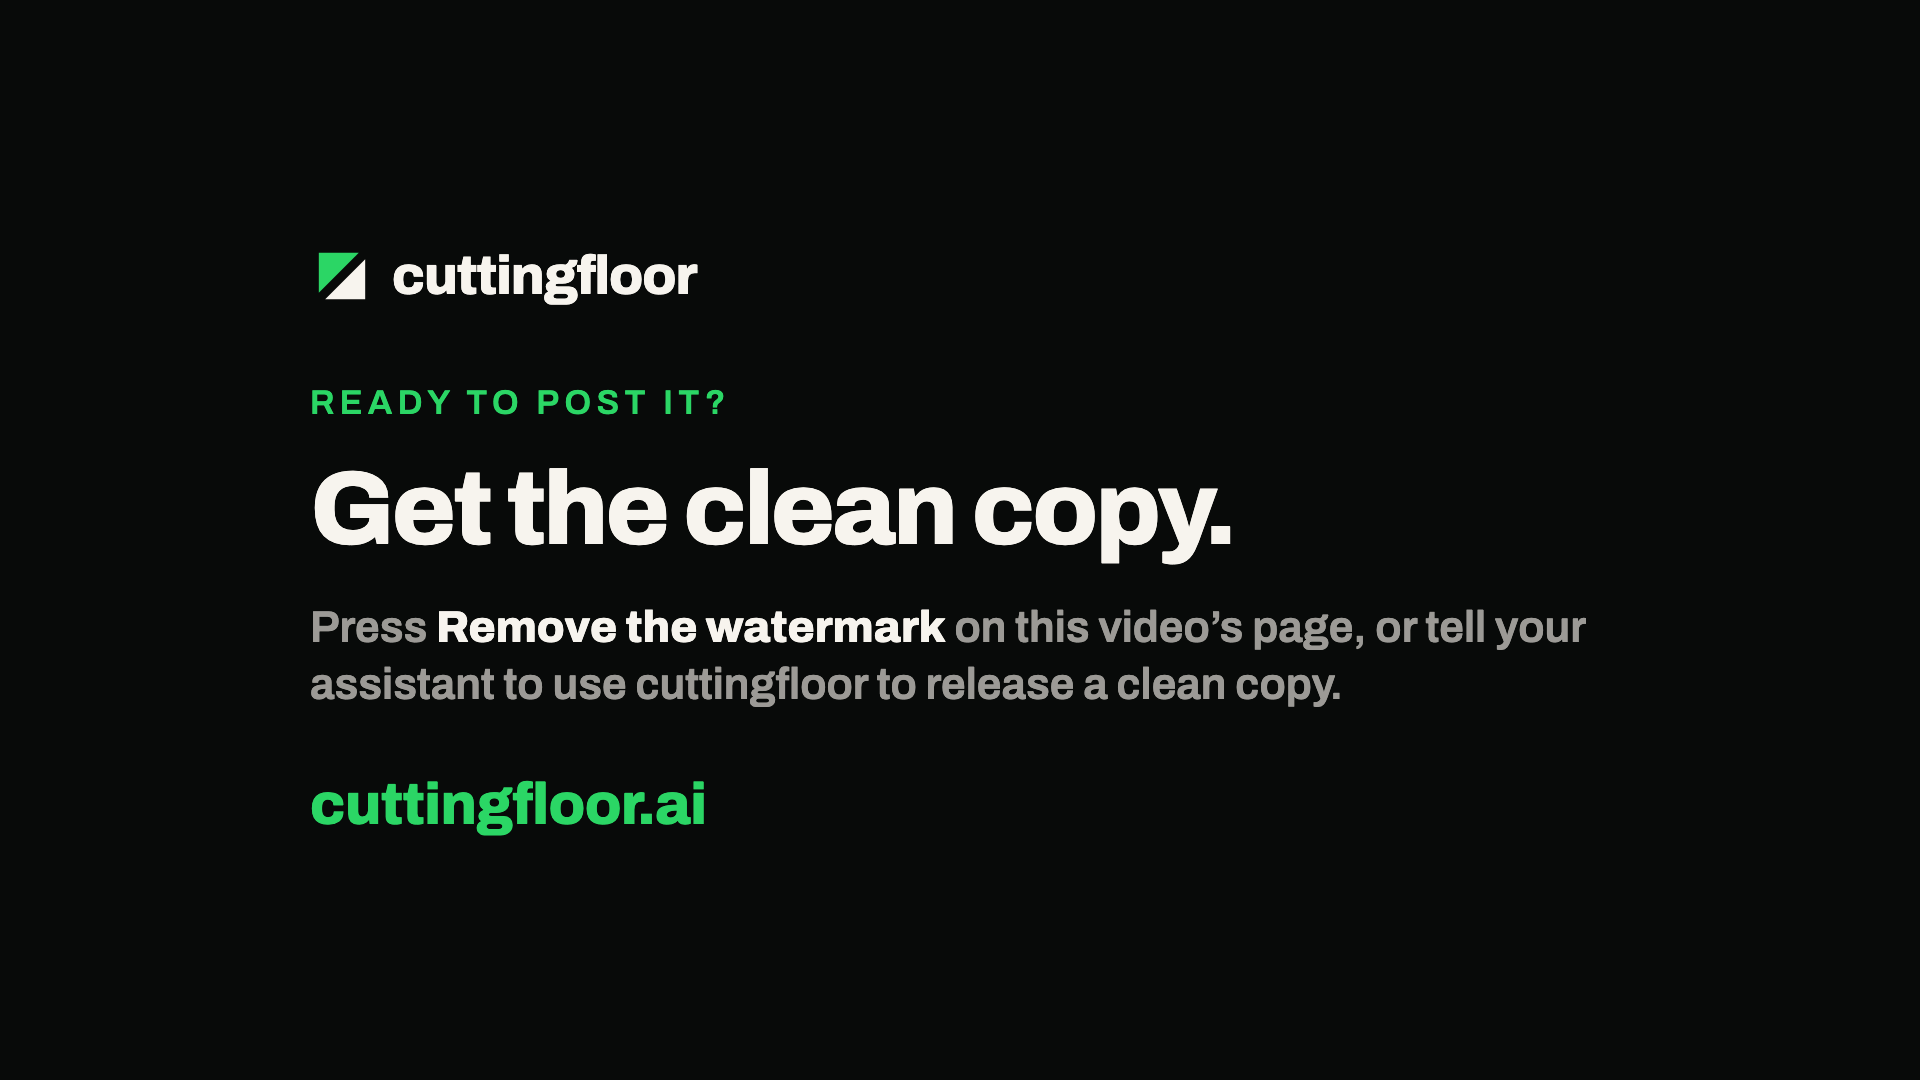 cuttingfloor
READY TO POST IT?
Get the clean copy.
Press Remove the watermark on this video’s page, or tell your
assistant to use cuttingfloor to release a clean copy.
cuttingfloor.ai